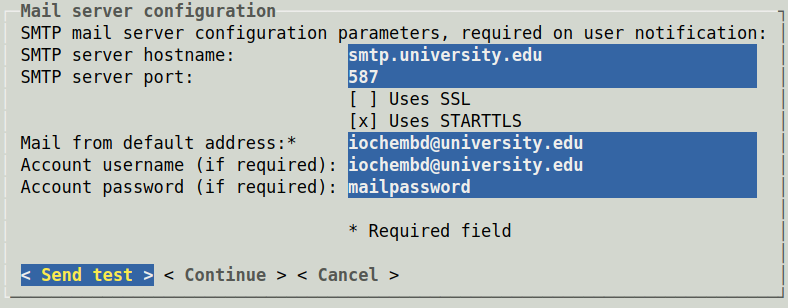 Mail server configuration
SMTP mail server configuration parameters, required on user notification:
SMTP server hostname: smtp.university.edu
SMTP server port: 587
[ ] Uses SSL
[x] Uses STARTTLS
Mail from default address:* iochembd@university.edu
Account username (if required): iochembd@university.edu
Account password (if required): mailpassword
* Required field
< Send test > < Continue > < Cancel >